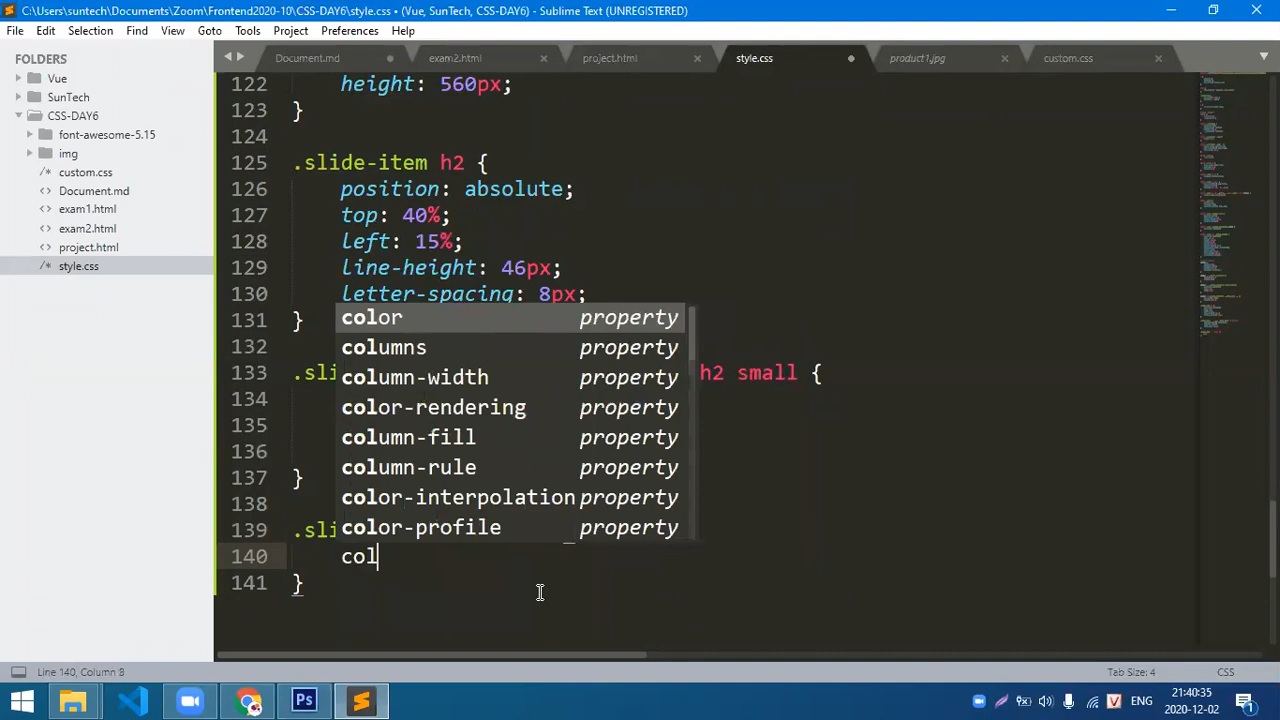 C:\Users\suntech\Documents\Zoom\Frontend2020-10\CSS-DAY6\style.css • (Vue, SunTech, CSS-DAY6) - Sublime Text (UNREGISTERED)
File Edit Selection Find View Goto Tools Project Preferences Help
FOLDERS
Vue
SunTech
CSS-DAY6
font-awesome-5.15
img
custom.css
Document.md
exam1.html
exam2.html
project.html
style.css
Document.md exam2.html project.html style.css product1.jpg custom.css
122 height: 560px;
123 }
124
125 .slide-item h2 {
126 position: absolute;
127 top: 40%;
128 left: 15%;
129 line-height: 46px;
130 letter-spacing: 8px;
131 }
132
133 .sli h2 small {
134
135
136
137 }
138
139 .sli
140 col
141 }
color property
columns property
column-width property
color-rendering property
column-fill property
column-rule property
color-interpolation property
color-profile property
Line 140, Column 8
Tab Size: 4 CSS
Ps
V ENG
21:40:35
2020-12-02
1